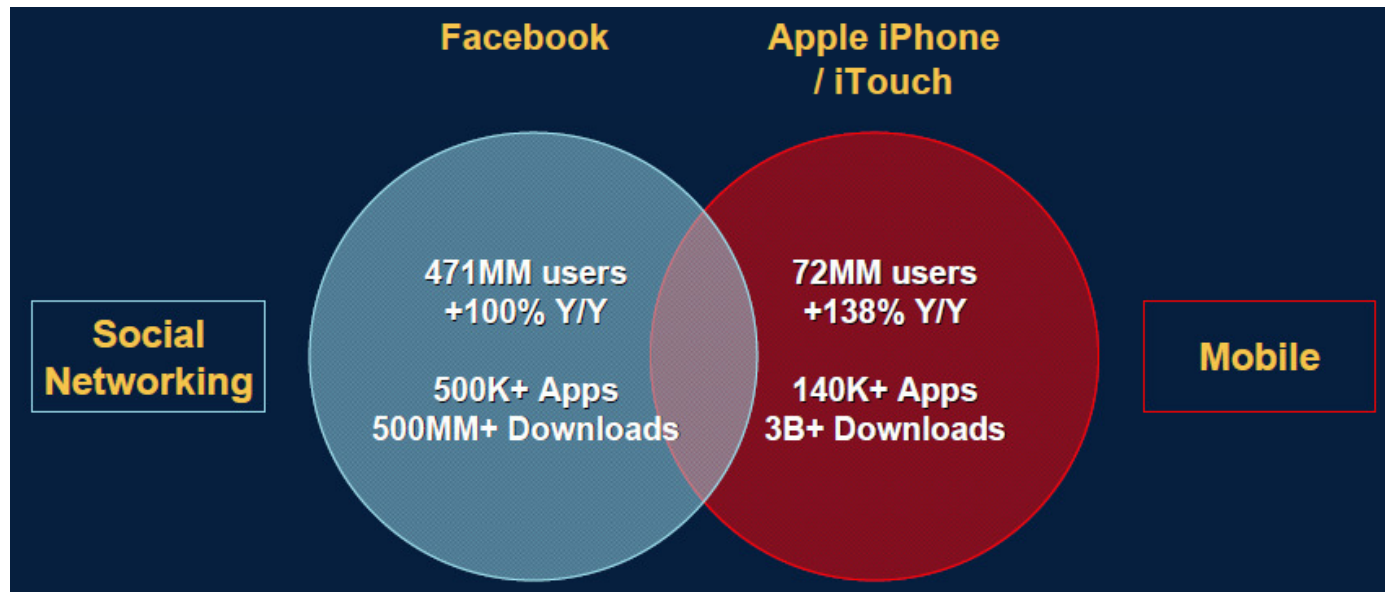 Facebook
Apple iPhone
/ iTouch
Social
Networking
471MM users
+100% Y/Y
500K+ Apps
500MM+ Downloads
72MM users
+138% Y/Y
140K+ Apps
3B+ Downloads
Mobile